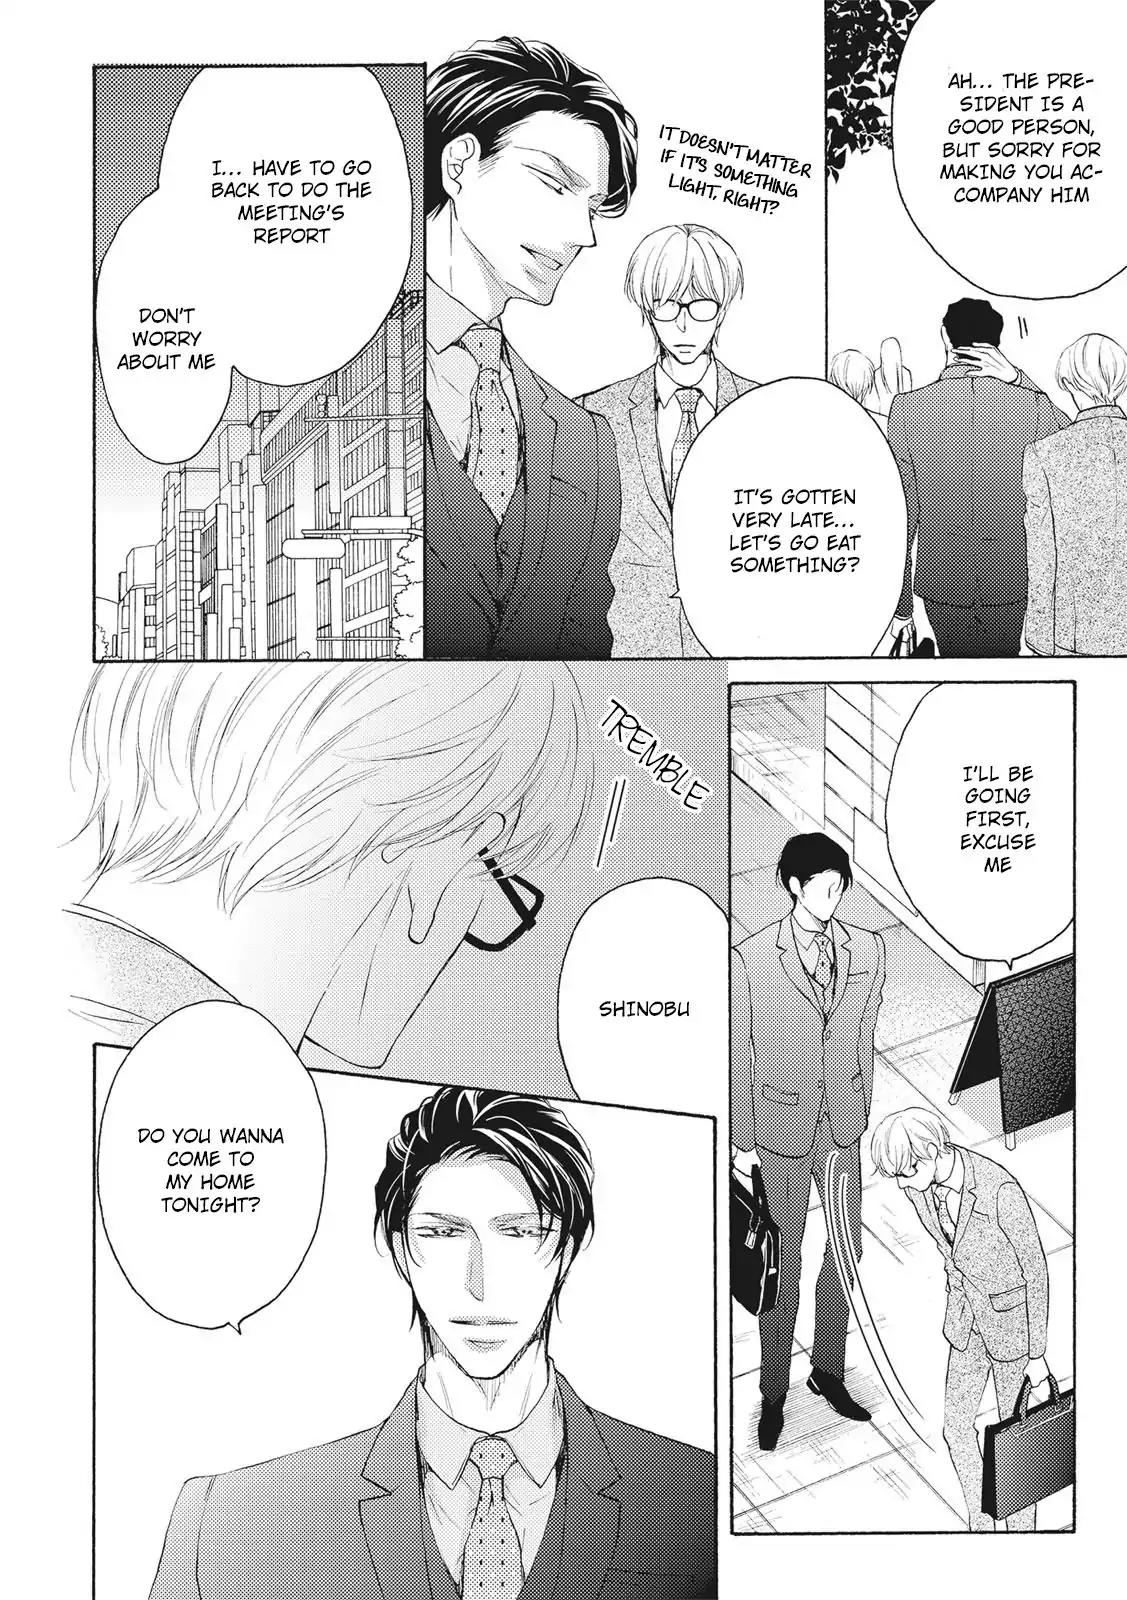 AH... THE PRE-
SIDENT IS A
GOOD PERSON,
BUT SORRY FOR
MAKING YOU AC-
COMPANY HIM
IT DOESN'T MATTER
IF IT'S SOMETHING
LIGHT, RIGHT?
IT'S GOTTEN
VERY LATE...
LET'S GO EAT
SOMETHING?
I... HAVE TO GO
BACK TO DO THE
MEETING'S
REPORT
DON'T
WORRY
ABOUT ME
I'LL BE
GOING
FIRST,
EXCUSE
ME
TREMBLE
SHINOBU
DO YOU WANNA
COME TO
MY HOME
TONIGHT?